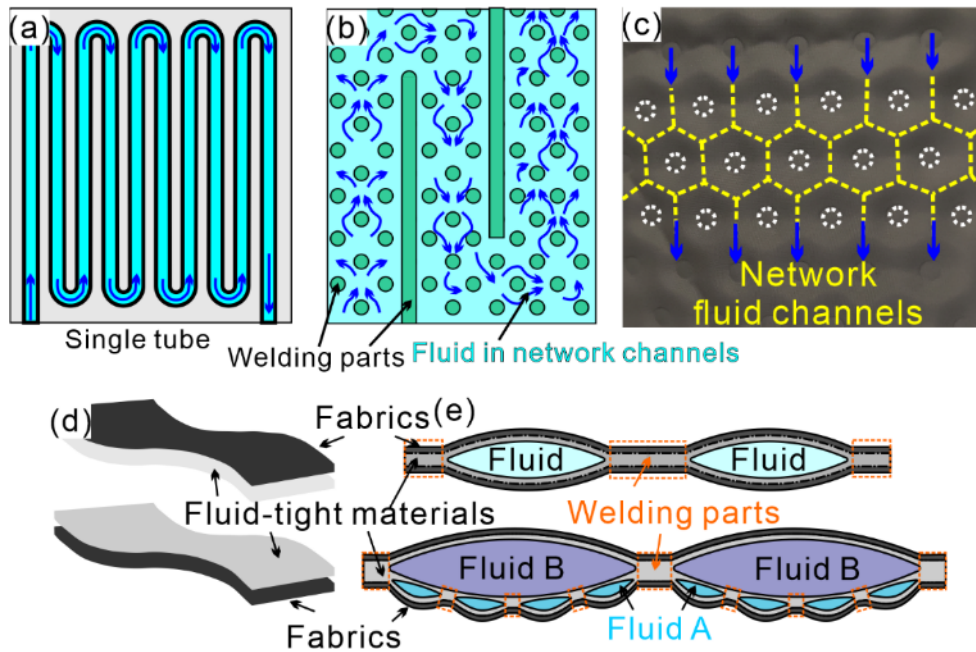 (a)
(b)
(c)
Single tube
Welding parts
Fluid in network channels
Network
fluid channels
(d)
Fabrics
(e)
Fluid
Fluid
Fluid-tight materials
Welding parts
Fluid B
Fluid B
Fabrics
Fluid A